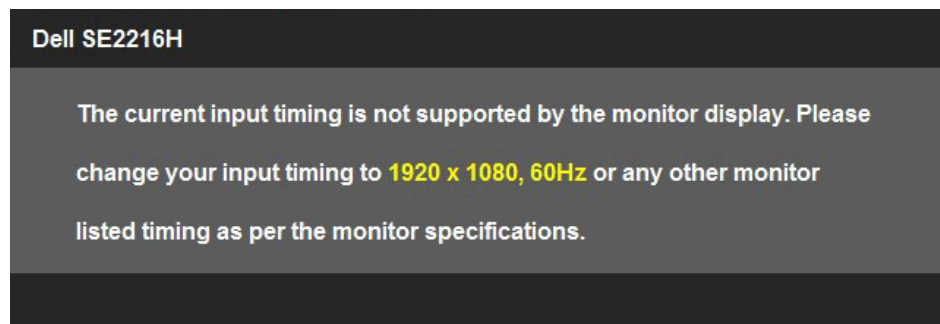 Dell SE2216H
The current input timing is not supported by the monitor display. Please
change your input timing to 1920 x 1080, 60Hz or any other monitor
listed timing as per the monitor specifications.